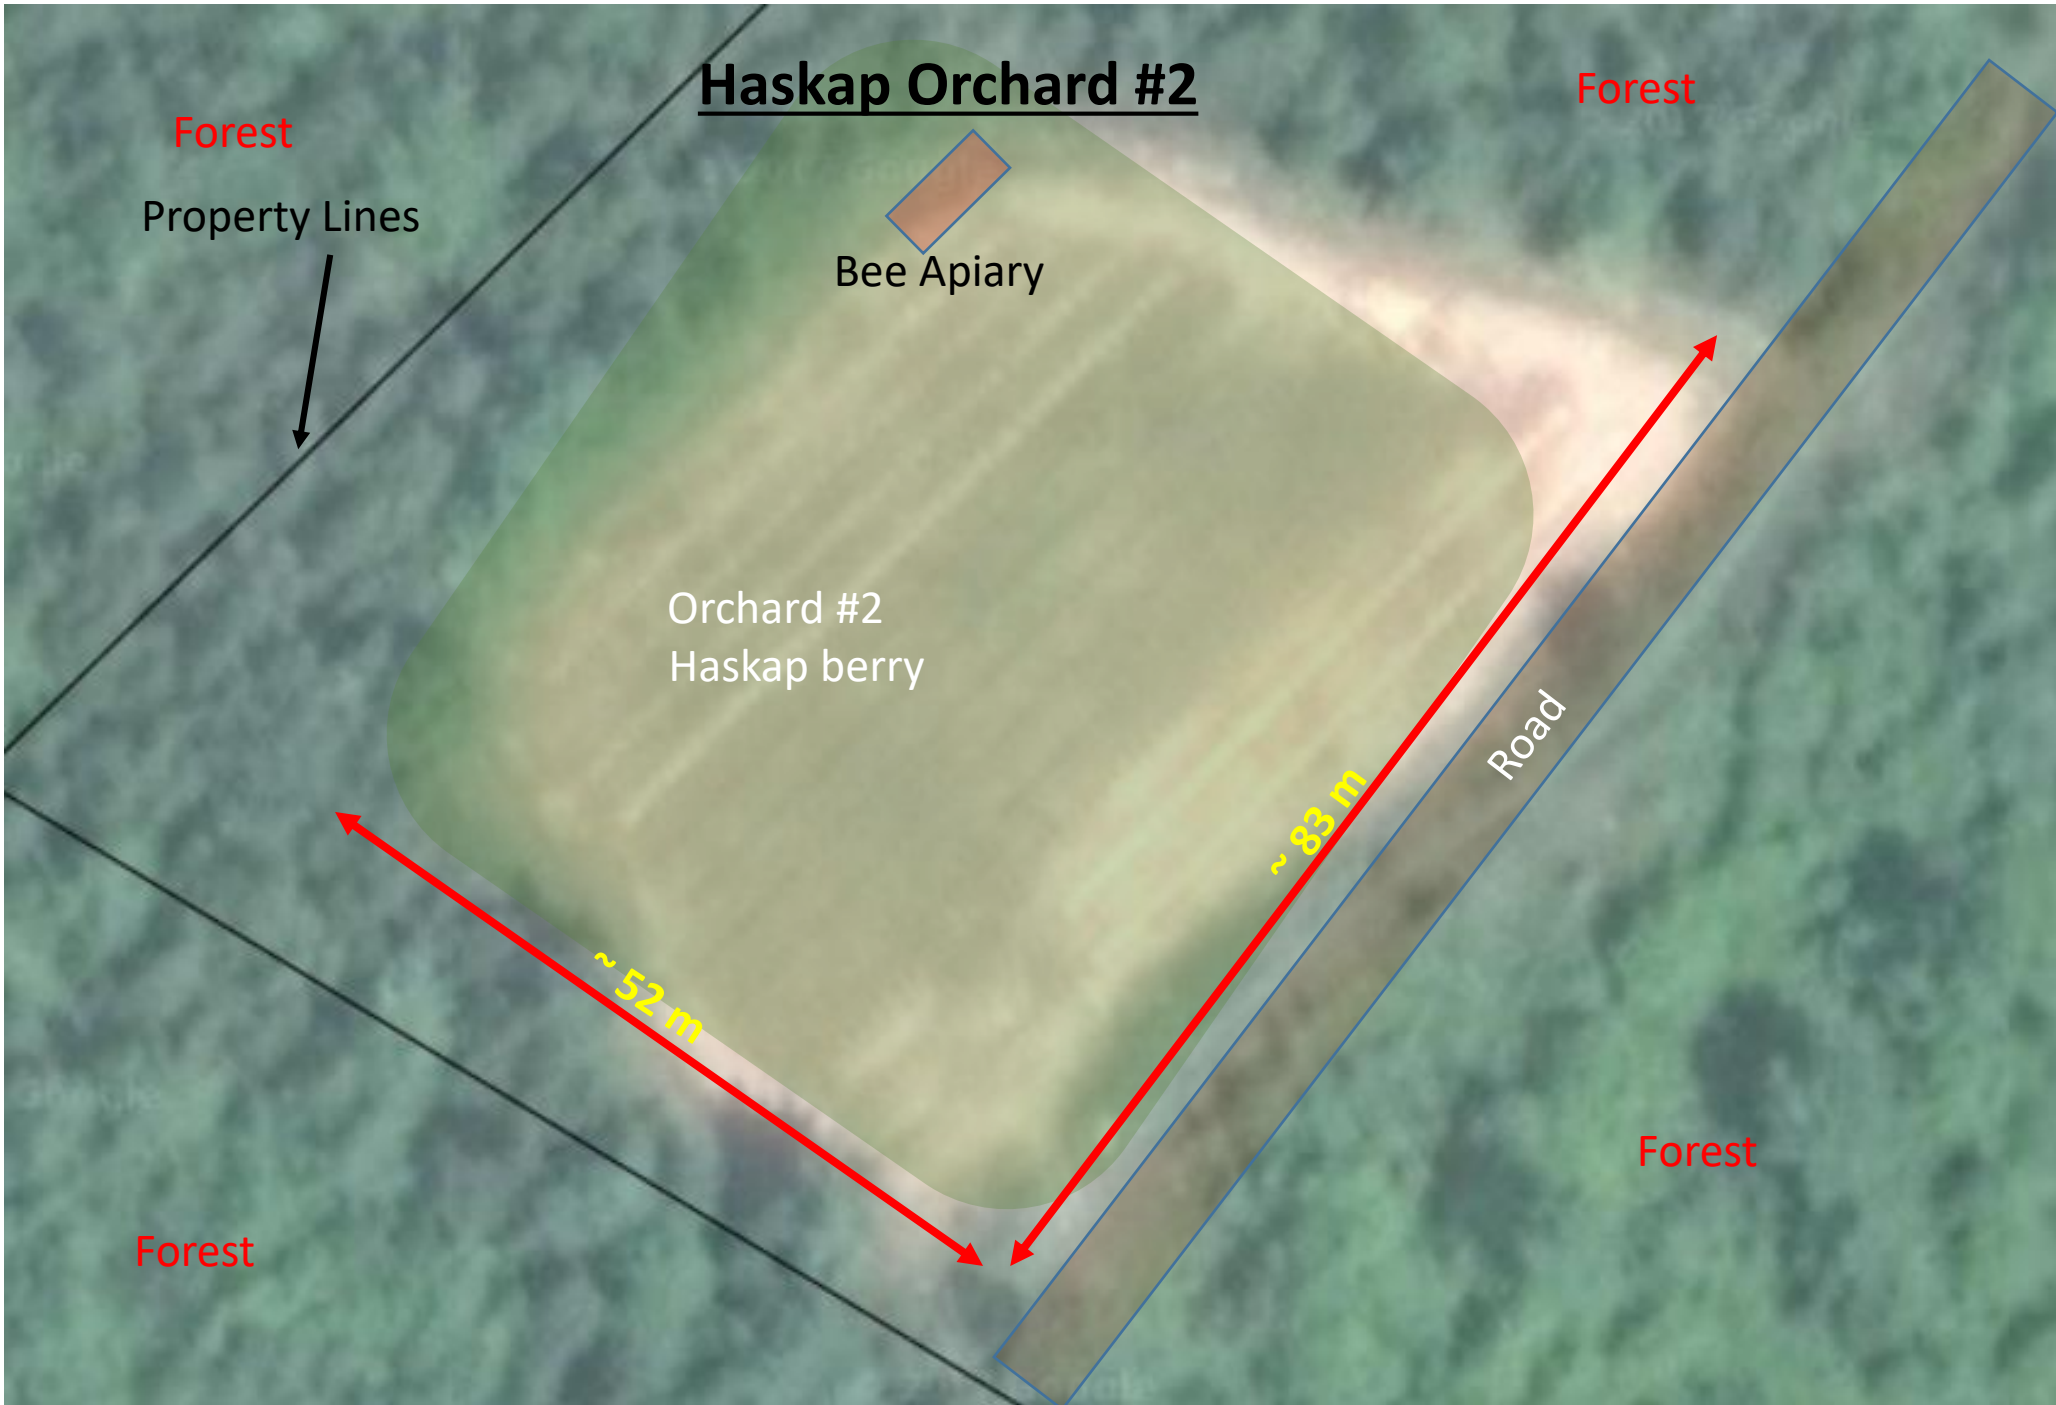 Haskap Orchard #2
Forest
Forest
Property Lines
Bee Apiary
Orchard #2
Haskap berry
Road
~ 83 m
~ 52 m
Forest
Forest